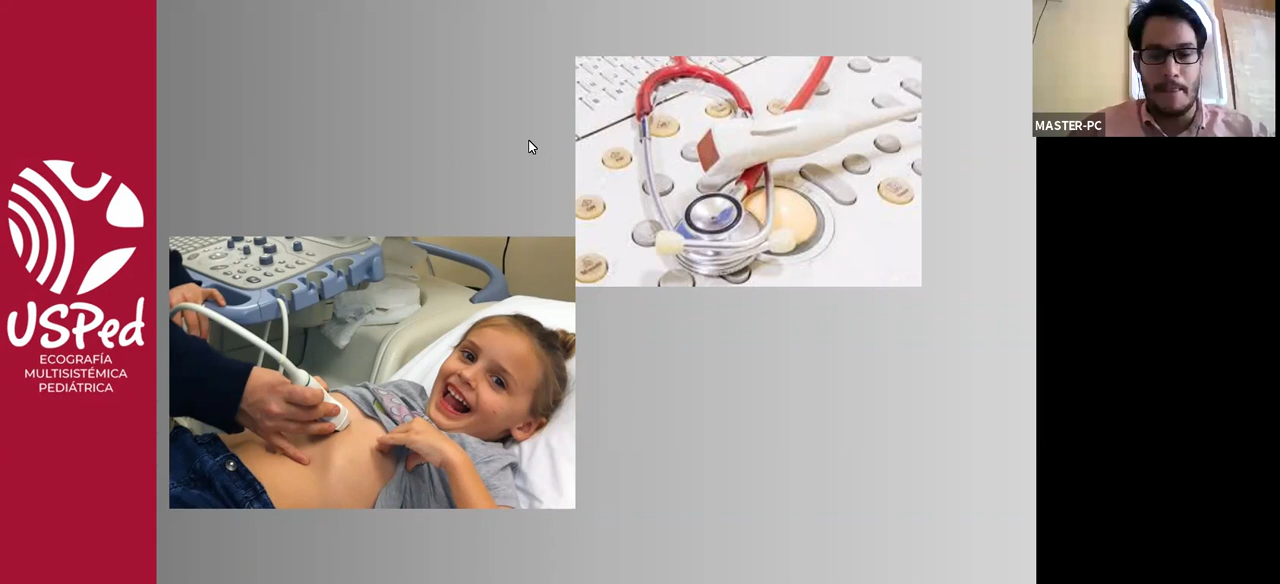 USPed
ECOGRAFÍA
MULTISISTÉMICA
PEDIÁTRICA
MASTER-PC